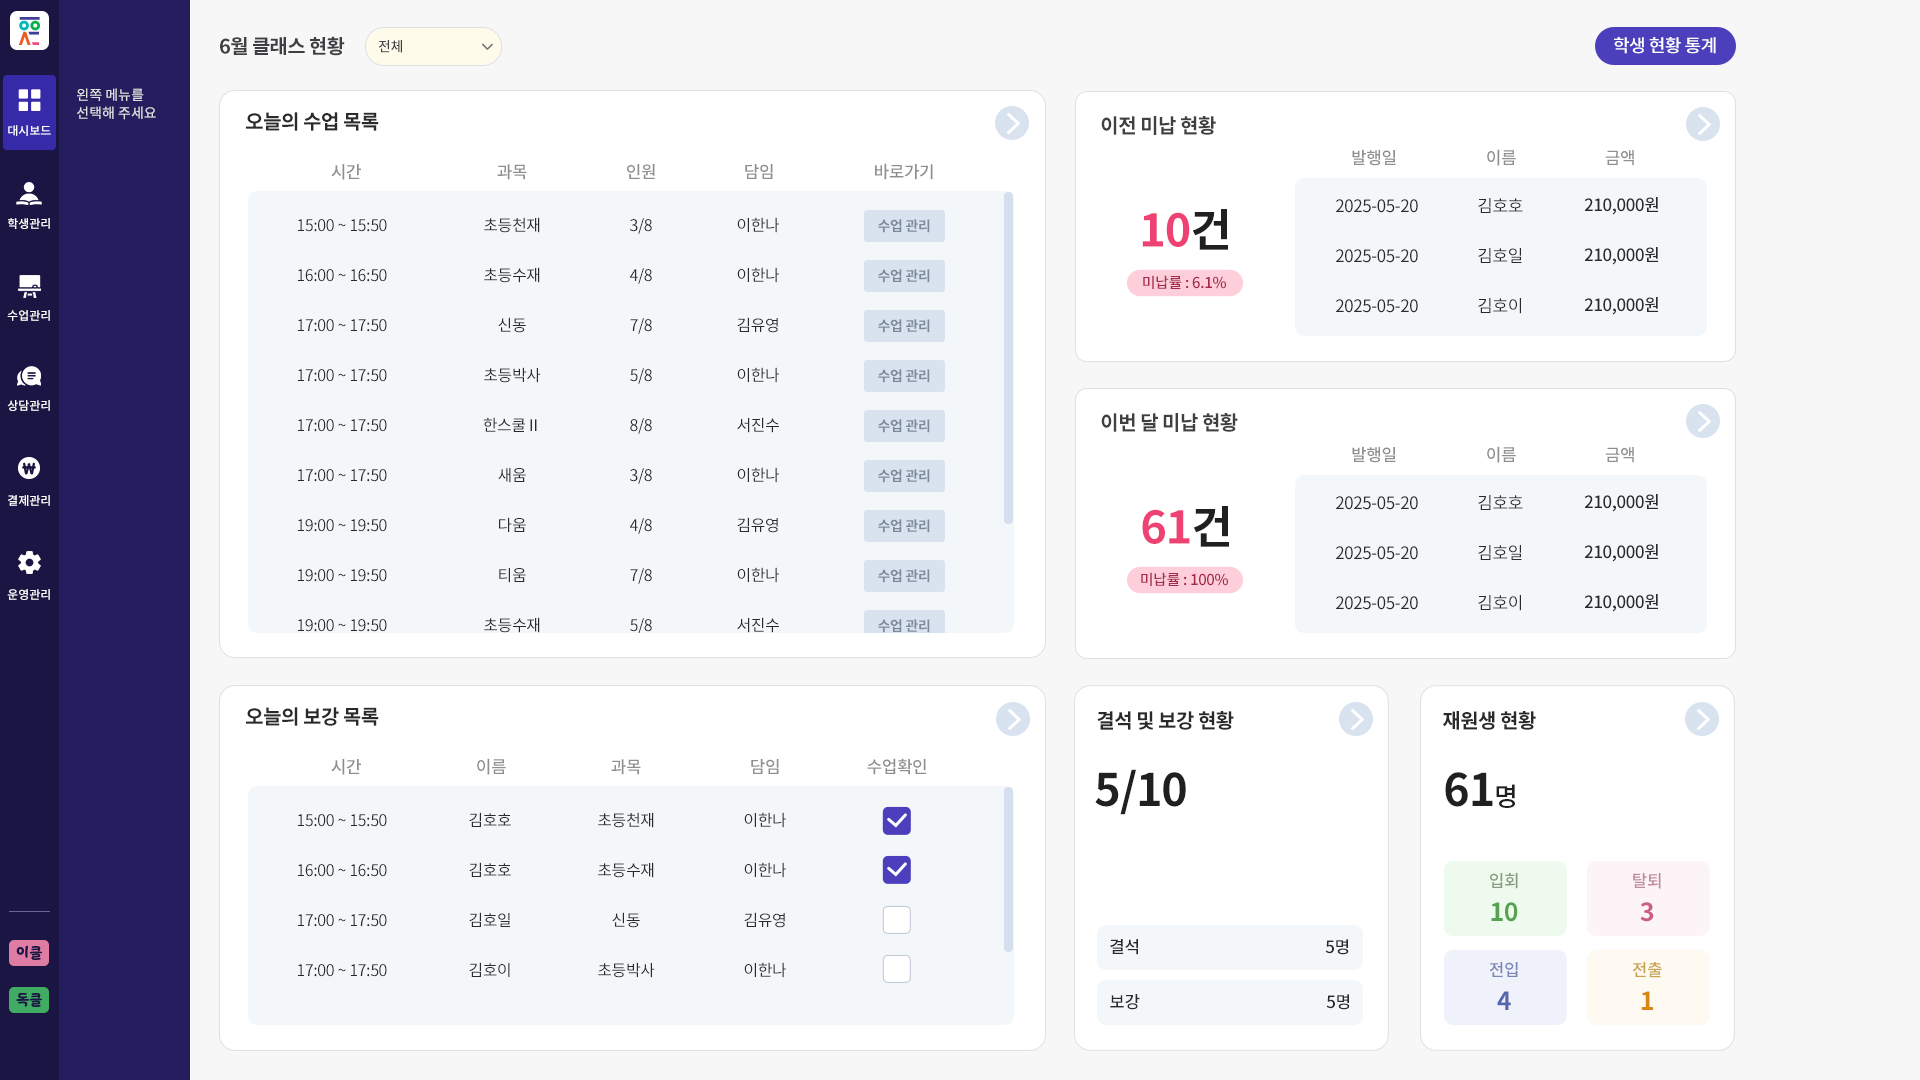 대시보드
학생관리
수업관리
상담관리
결제관리
운영관리
이클
독클
왼쪽 메뉴를
선택해 주세요
6월 클래스 현황
전체
학생 현황 통계
오늘의 수업 목록
시간 과목 인원 담임 바로가기
15:00 ~ 15:50 초등천재 3/8 이한나 수업 관리
16:00 ~ 16:50 초등수재 4/8 이한나 수업 관리
17:00 ~ 17:50 신동 7/8 김유영 수업 관리
17:00 ~ 17:50 초등박사 5/8 이한나 수업 관리
17:00 ~ 17:50 한스쿨 II 8/8 서진수 수업 관리
17:00 ~ 17:50 새움 3/8 이한나 수업 관리
19:00 ~ 19:50 다움 4/8 김유영 수업 관리
19:00 ~ 19:50 티움 7/8 이한나 수업 관리
19:00 ~ 19:50 초등수재 5/8 서진수 수업 관리
이전 미납 현황
10건
미납률 : 6.1%
발행일 이름 금액
2025-05-20 김호호 210,000원
2025-05-20 김호일 210,000원
2025-05-20 김호이 210,000원
이번 달 미납 현황
61건
미납률 : 100%
발행일 이름 금액
2025-05-20 김호호 210,000원
2025-05-20 김호일 210,000원
2025-05-20 김호이 210,000원
오늘의 보강 목록
시간 이름 과목 담임 수업확인
15:00 ~ 15:50 김호호 초등천재 이한나
16:00 ~ 16:50 김호호 초등수재 이한나
17:00 ~ 17:50 김호일 신동 김유영
17:00 ~ 17:50 김호이 초등박사 이한나
결석 및 보강 현황
5/10
결석 5명
보강 5명
재원생 현황
61명
입회 탈퇴
10 3
전입 전출
4 1